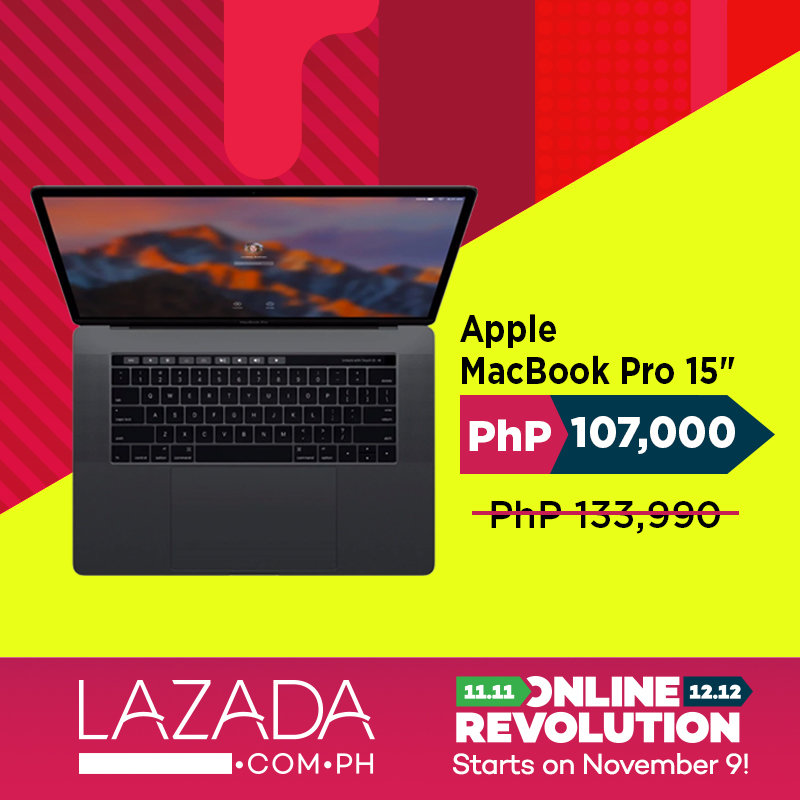 Apple
MacBook Pro 15"
PhP 107,000
PhP 133,990
LAZADA
•COM•PH
11.11 ONLINE 12.12
REVOLUTION
Starts on November 9!